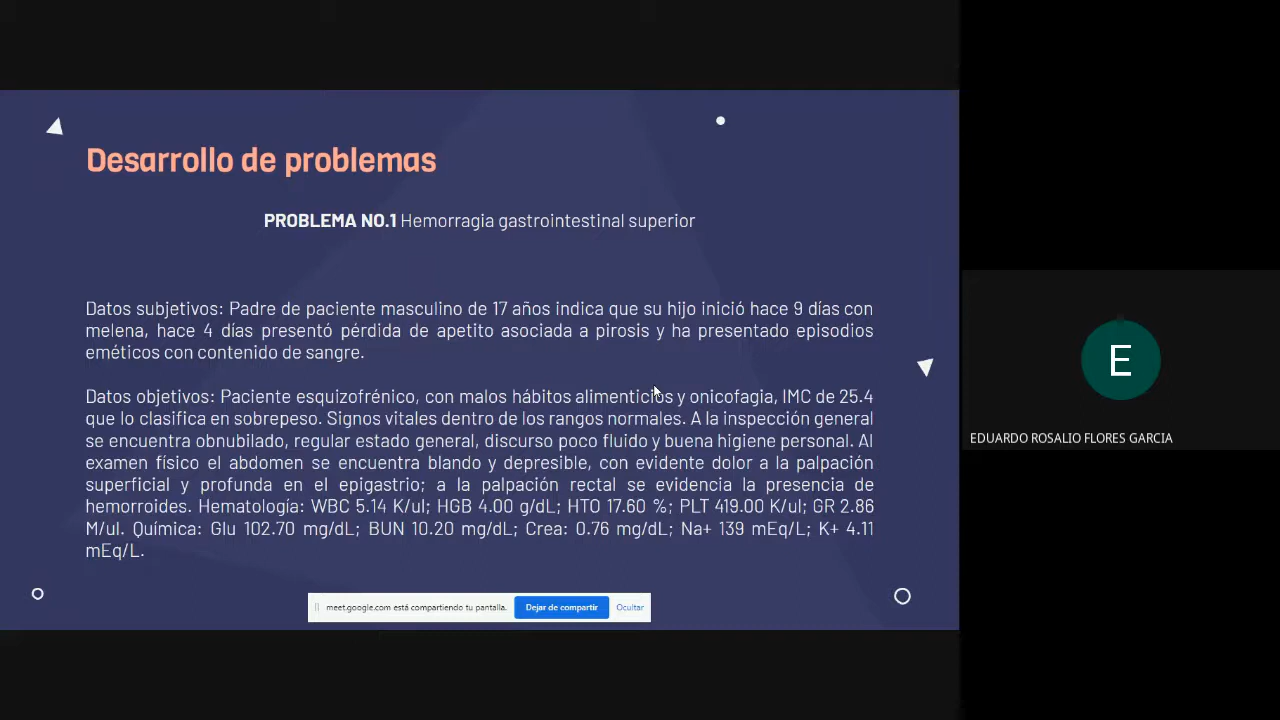 Desarrollo de problemas
PROBLEMA NO.1 Hemorragia gastrointestinal superior
Datos subjetivos: Padre de paciente masculino de 17 años indica que su hijo inició hace 9 días con
melena, hace 4 días presentó pérdida de apetito asociada a pirosis y ha presentado episodios
eméticos con contenido de sangre.
Datos objetivos: Paciente esquizofrénico, con malos hábitos alimenticios y onicofagia, IMC de 25.4
que lo clasifica en sobrepeso. Signos vitales dentro de los rangos normales. A la inspección general
se encuentra obnubilado, regular estado general, discurso poco fluido y buena higiene personal. Al
examen físico el abdomen se encuentra blando y depresible, con evidente dolor a la palpación
superficial y profunda en el epigastrio; a la palpación rectal se evidencia la presencia de
hemorroides. Hematología: WBC 5.14 K/ul; HGB 4.00 g/dL; HTO 17.60 %; PLT 419.00 K/ul; GR 2.86
M/ul. Química: Glu 102.70 mg/dL; BUN 10.20 mg/dL; Crea: 0.76 mg/dL; Na+ 139 mEq/L; K+ 4.11
mEq/L.
meet.google.com está compartiendo tu pantalla.
Dejar de compartir
Ocultar
E
EDUARDO ROSALIO FLORES GARCIA